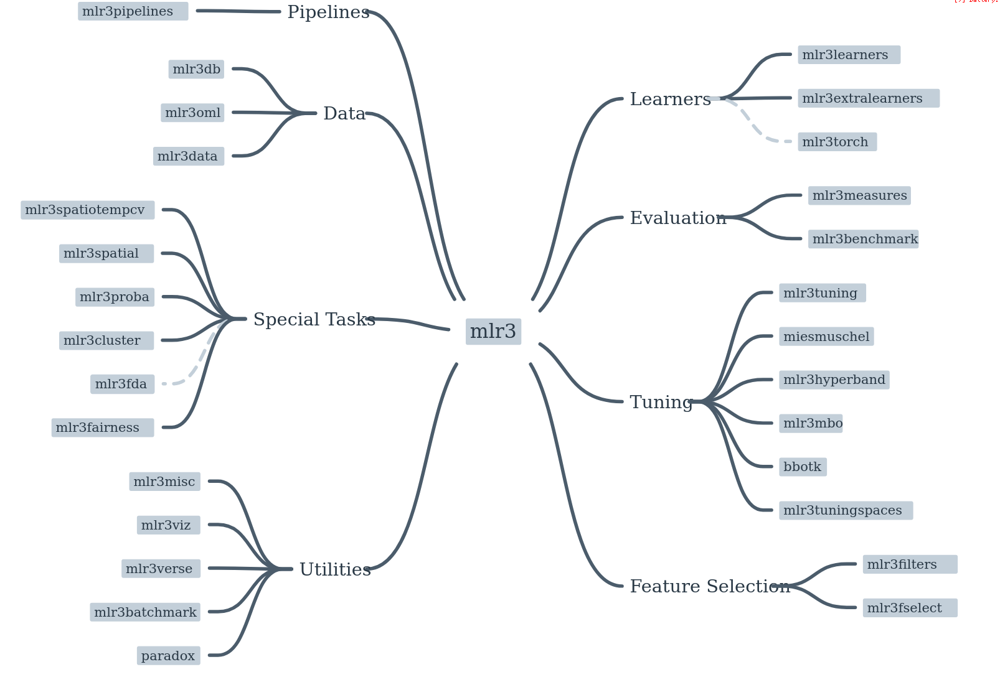 mlr3pipelines
Pipelines
mlr3db
mlr3oml
mlr3data
Data
mlr3spatiotempcv
mlr3spatial
mlr3proba
mlr3cluster
mlr3fda
mlr3fairness
Special Tasks
mlr3misc
mlr3viz
mlr3verse
mlr3batchmark
paradox
Utilities
mlr3
Learners
mlr3learners
mlr3extralearners
mlr3torch
Evaluation
mlr3measures
mlr3benchmark
Tuning
mlr3tuning
miesmuschel
mlr3hyperband
mlr3mbo
bbotk
mlr3tuningspaces
Feature Selection
mlr3filters
mlr3fselect